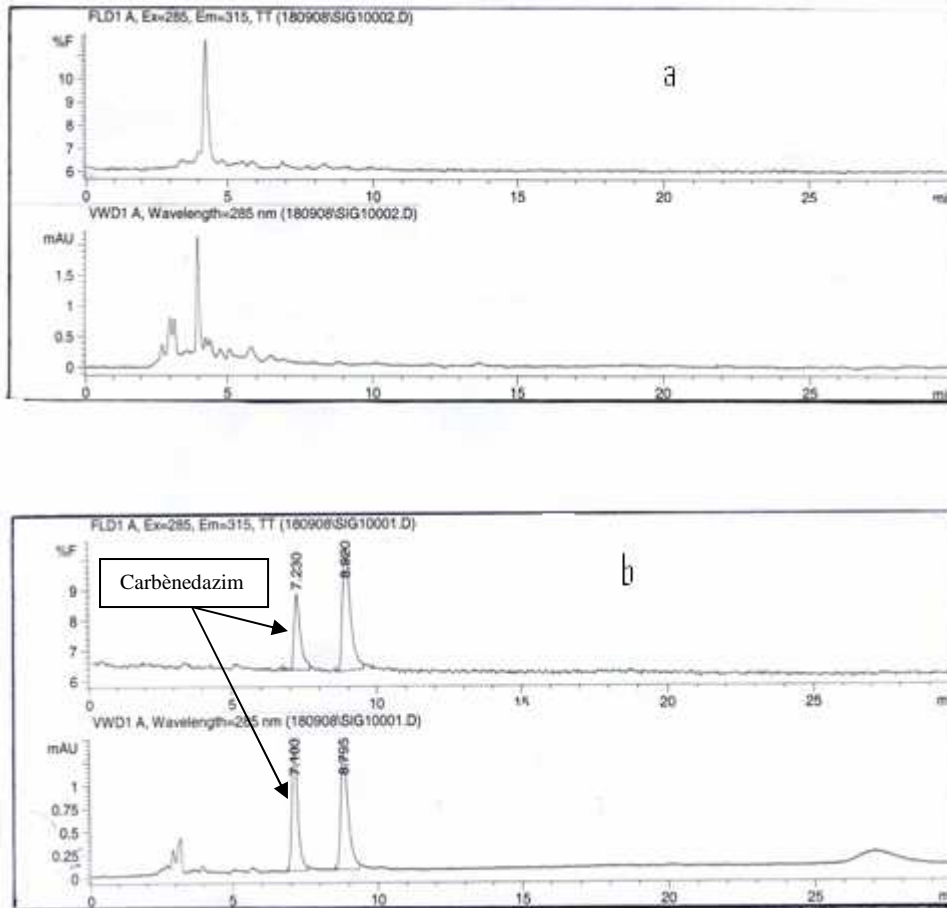 FLD1 A, Ex=285, Em=315, TT (180908\SIG10002.D)
%F
a
10
9
8
7
6
0 5 10 15 20 25
VWD1 A, Wavelength=285 nm (180908\SIG10002.D)
mAU
1.5
1
0.5
0
0 5 10 15 20 25
FLD1 A, Ex=285, Em=315, TT (180908\SIG10001.D)
%F
b
Carbènedazim
7.230
9
8
7
6
0 5 10 15 20 25
VWD1 A, Wavelength=285 nm (180908\SIG10001.D)
mAU
7.100
8.795
1
0.75
0.5
0.25
0
0 5 10 15 20 25